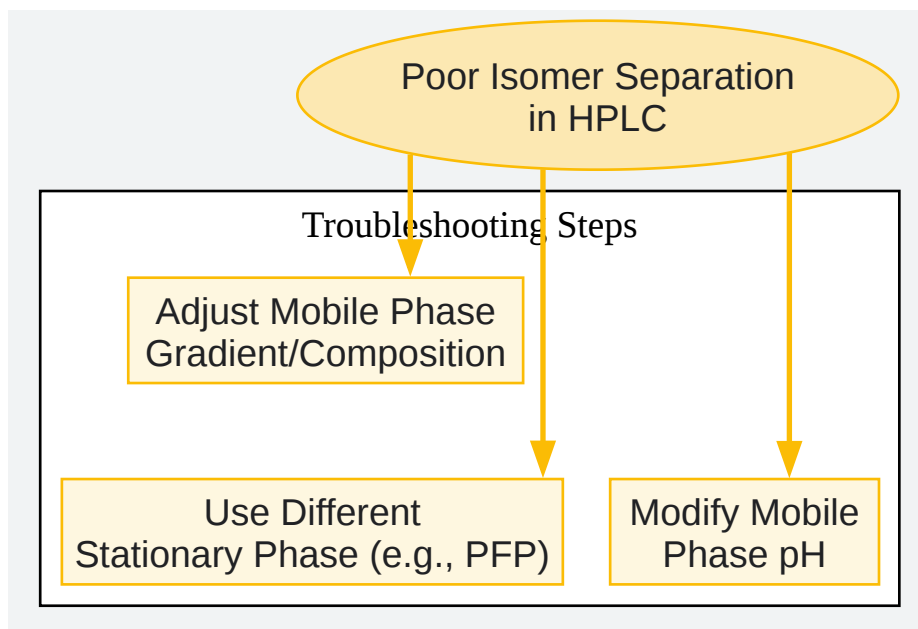 Poor Isomer Separation
in HPLC
Troubleshooting Steps
Adjust Mobile Phase
Gradient/Composition
Use Different
Stationary Phase (e.g., PFP)
Modify Mobile
Phase pH